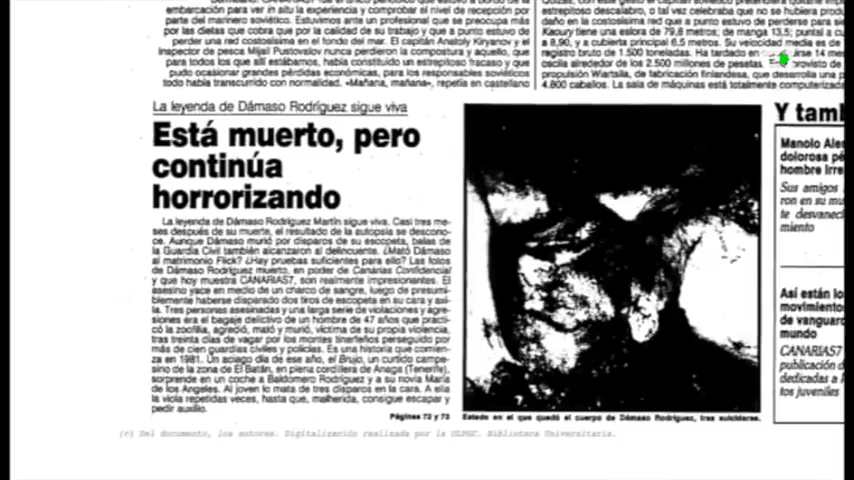 embarcación para ver in situ la experiencia y comprobar el nivel de recepción por
parte del marinero soviético. Estuvimos ante un profesional que se preocupa más
por las dietas que cobra que por la calidad de su trabajo y que a punto estuvo de
perder una red costosísima en el fondo del mar. El capitán Anatoly Kiryanov y el
inspector de pesca Mijail Pustoslov no perdieron la compostura y aquello, que
para todos los que allí estábamos, había constituido un estrepitoso fracaso y que
pudo ocasionar grandes pérdidas económicas, para los responsables soviéticos
todo había transcurrido con normalidad. «Mañana, mañana», repetía en castellano
estrepitoso descalabro, o tal vez celebraba que no se hubiera produc
daño en la costosísima red que a punto estuvo de perderse para sie
Kacury tiene una eslora de 79,8 metros; de manga 13,5; puntal a cu
a 8,90, y a cubierta principal 6,5 metros. Su velocidad media es de
registro bruto de 1.500 toneladas. Ha tardado en
oscila alrededor de los 2.500 millones de pesetas.
propulsión Wartsila, de fabricación finlandesa, que desarrolla una p
4.800 caballos. La sala de máquinas está totalmente computerizada
La leyenda de Dámaso Rodríguez sigue viva
Está muerto, pero
continúa
horrorizando
La leyenda de Dámaso Rodríguez Martín sigue viva. Casi tres me-
ses después de su muerte, el resultado de la autopsia se descono-
ce. Aunque Dámaso murió por disparos de su escopeta, balas de
la Guardia Civil también alcanzaron al delincuente. ¿Mató Dámaso
al matrimonio Flick? ¿Hay pruebas suficientes para ello? Las fotos
de Dámaso Rodríguez muerto, en poder de Canarias Confidencial
y que hoy muestra CANARIAS7, son realmente impresionantes. El
asesino yace en medio de un charco de sangre, luego de presumi-
blemente haberse disparado dos tiros de escopeta en su cara y axi-
la. Tres personas asesinadas y una larga serie de violaciones y agre-
siones era el bagaje delictivo de un hombre de 47 años que practi-
có la zoofilia, agredió, mató y murió, víctima de su propia violencia,
tras treinta días de vagar por los montes tinerfeños perseguido por
más de cien guardias civiles y policías. Es una historia que comien-
za en 1981. Un aciago día de ese año, el Brujo, un curtido campe-
sino de la zona de El Batán, en plena cordillera de Anaga (Tenerife),
sorprende en un coche a Baldomero Rodríguez y a su novia María
de los Angeles. Al joven lo mata de tres disparos en la cara. A ella
la viola repetidas veces, hasta que, malherida, consigue escapar y
pedir auxilio.
Páginas 72 y 73
Estado en el que quedó el cuerpo de Dámaso Rodríguez, tras suicidarse.
Y tamb
Manolo Ale
dolorosa pé
hombre irre
Sus amigos
ron en su mu
te desvaneci
miento
Así están lo
movimiento
de vanguar
mundo
CANARIAS7
publicación d
dedicadas a l
tos juveniles
(c) Del documento, los autores. Digitalización realizada por la ULPGC. Biblioteca Universitaria.